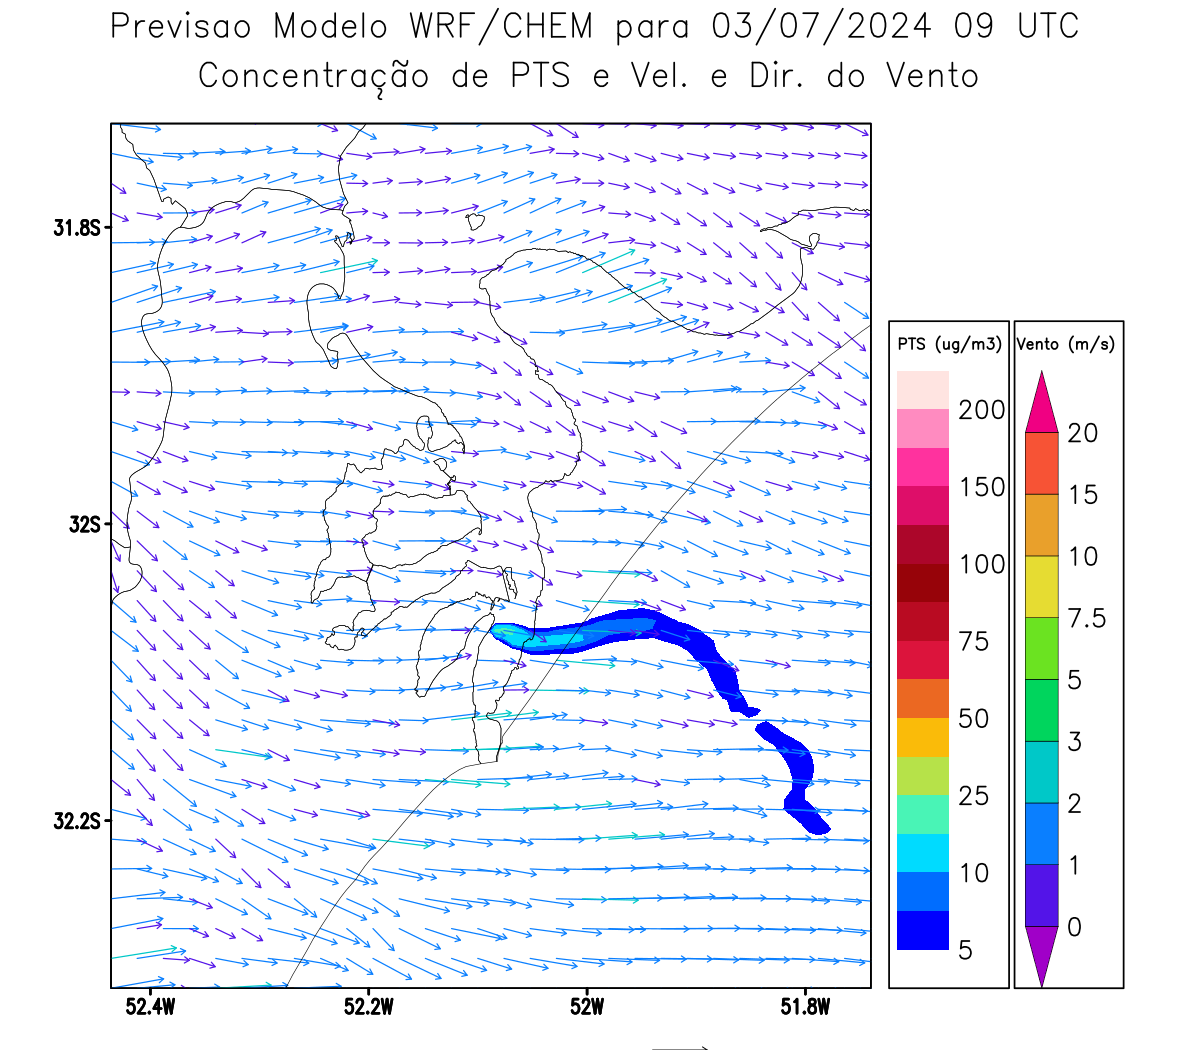 Previsao Modelo WRF/CHEM para 03/07/2024 09 UTC
Concentração de PTS e Vel. e Dir. do Vento
31.8S
32S
32.2S
52.4W 52.2W 52W 51.8W
PTS (ug/m3)
200
150
100
75
50
25
10
5
Vento (m/s)
20
15
10
7.5
5
3
2
1
0